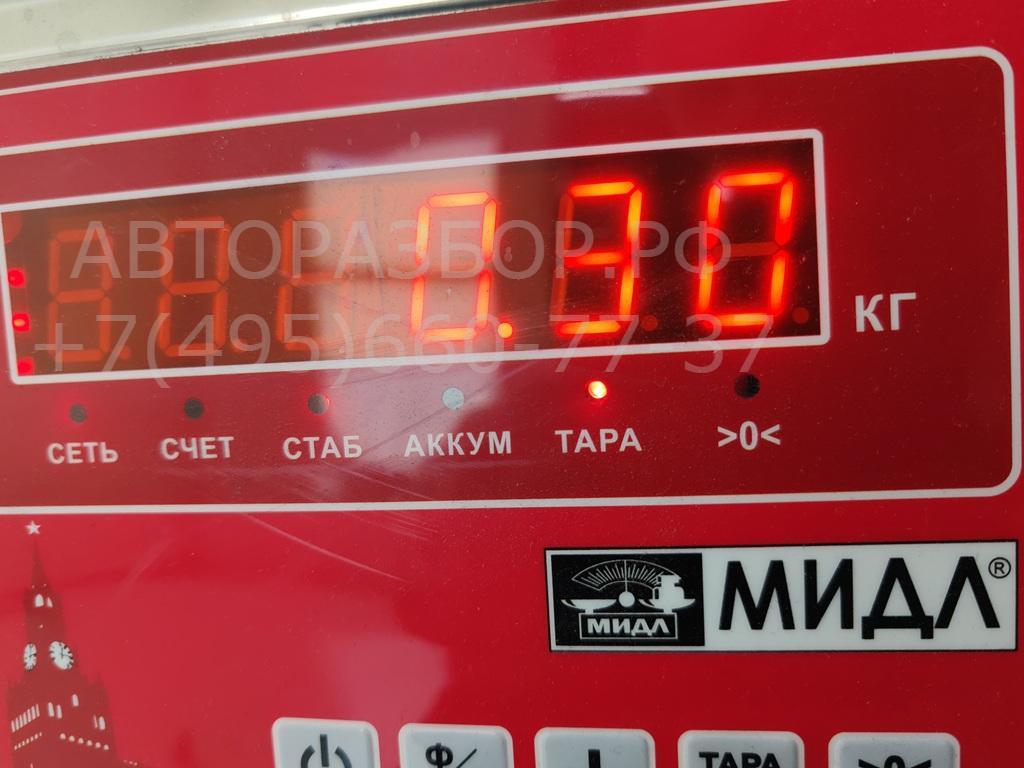 0.30
КГ
АВТОРАЗБОР.РФ
+7(495)660-77-37
СЕТЬ СЧЕТ СТАБ АККУМ ТАРА >0<
МИДЛ МИДЛ®
Ф/ ТАРА >0<